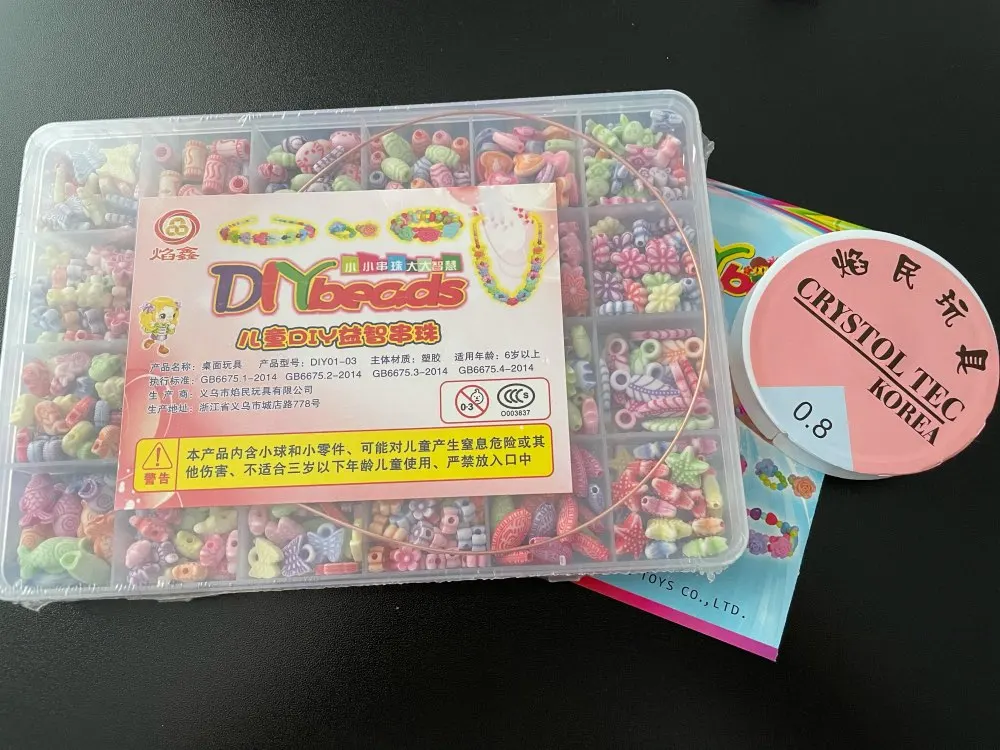 焰鑫
小小串珠大大智慧
DIYbeads
儿童DIY益智串珠
产品名称：桌面玩具 产品型号：DIY01-03 主体材质：塑胶 适用年龄：6岁以上
执行标准：GB6675.1-2014 GB6675.2-2014 GB6675.3-2014 GB6675.4-2014
生 产 商：义乌市焰民玩具有限公司
生产地址：浙江省义乌市城店路778号
0-3
CCC S
O003837
警告
本产品内含小球和小零件、可能对儿童产生窒息危险或其
他伤害、不适合三岁以下年龄儿童使用、严禁放入口中
焰民玩具
CRYSTOL TEC
KOREA
0.8
TOYS CO.,LTD.